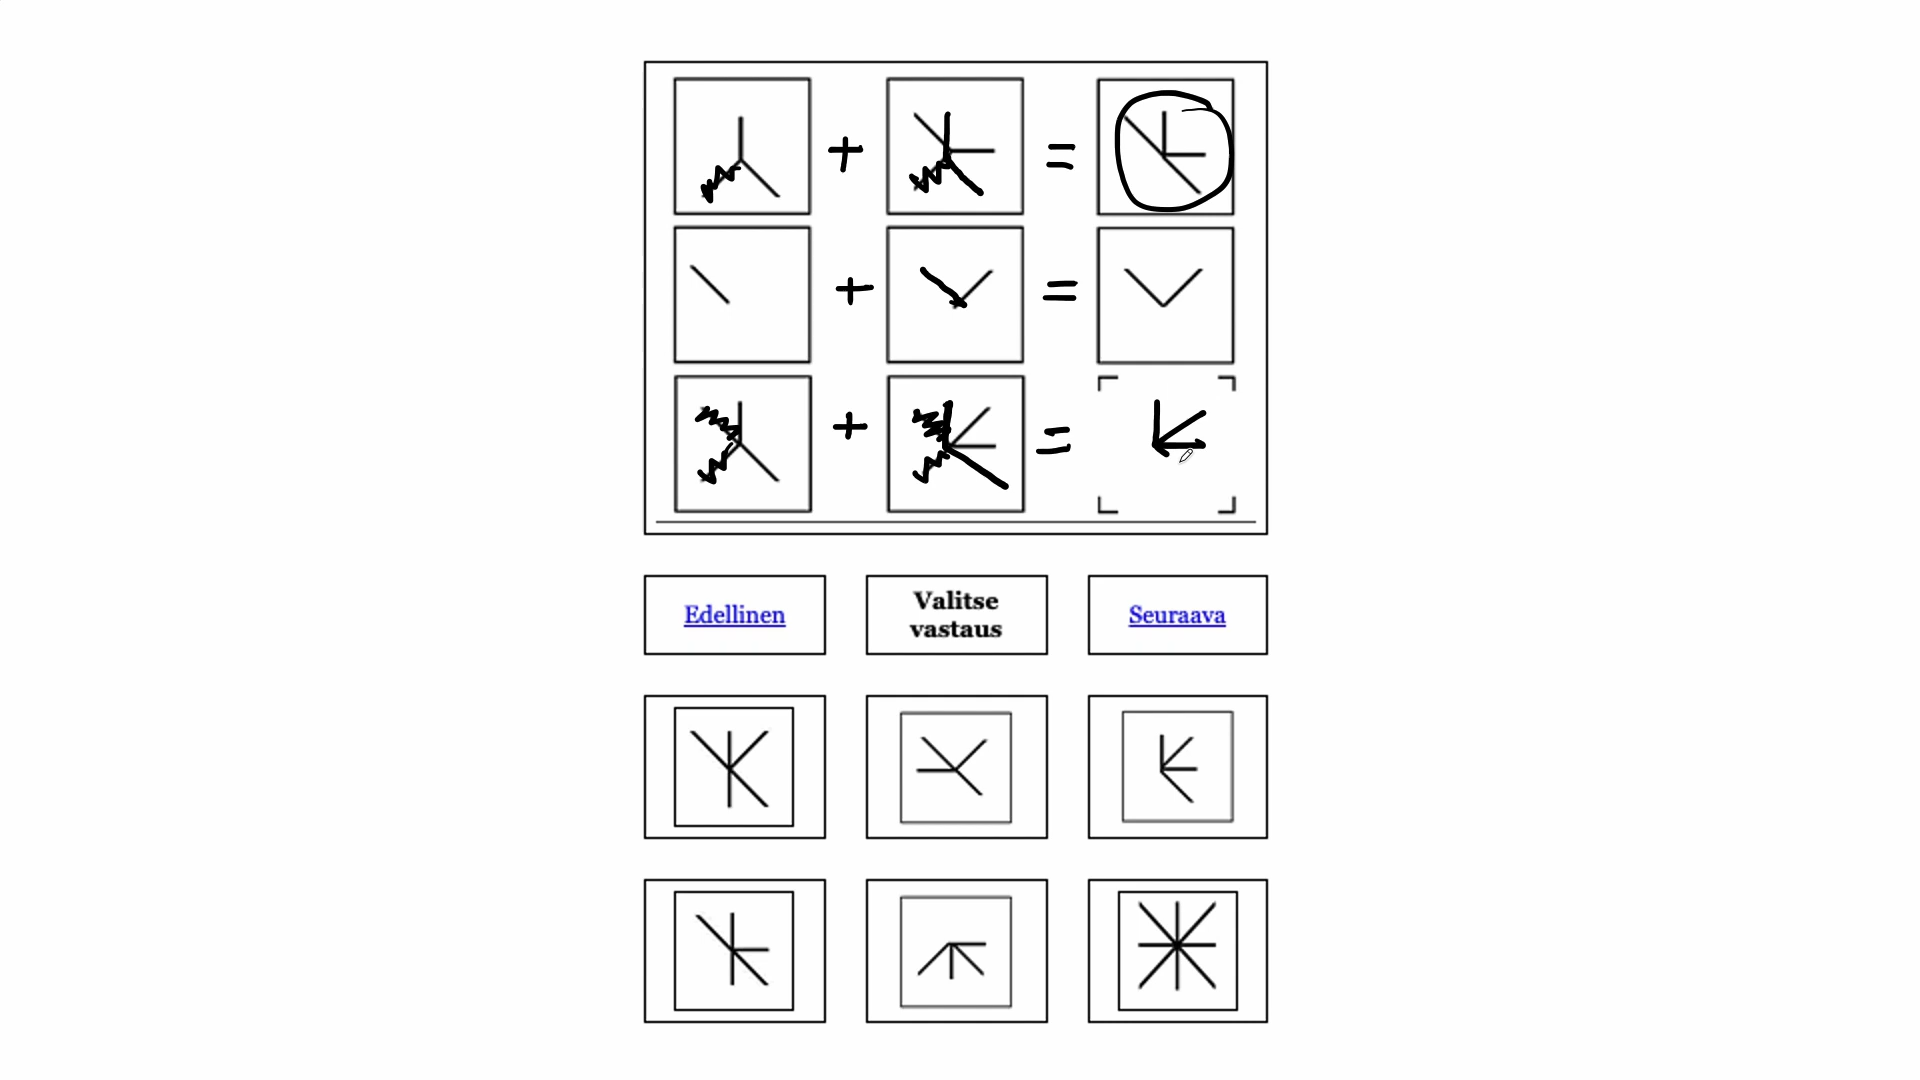 + =
+ =
+ =
Edellinen
Valitse
vastaus
Seuraava